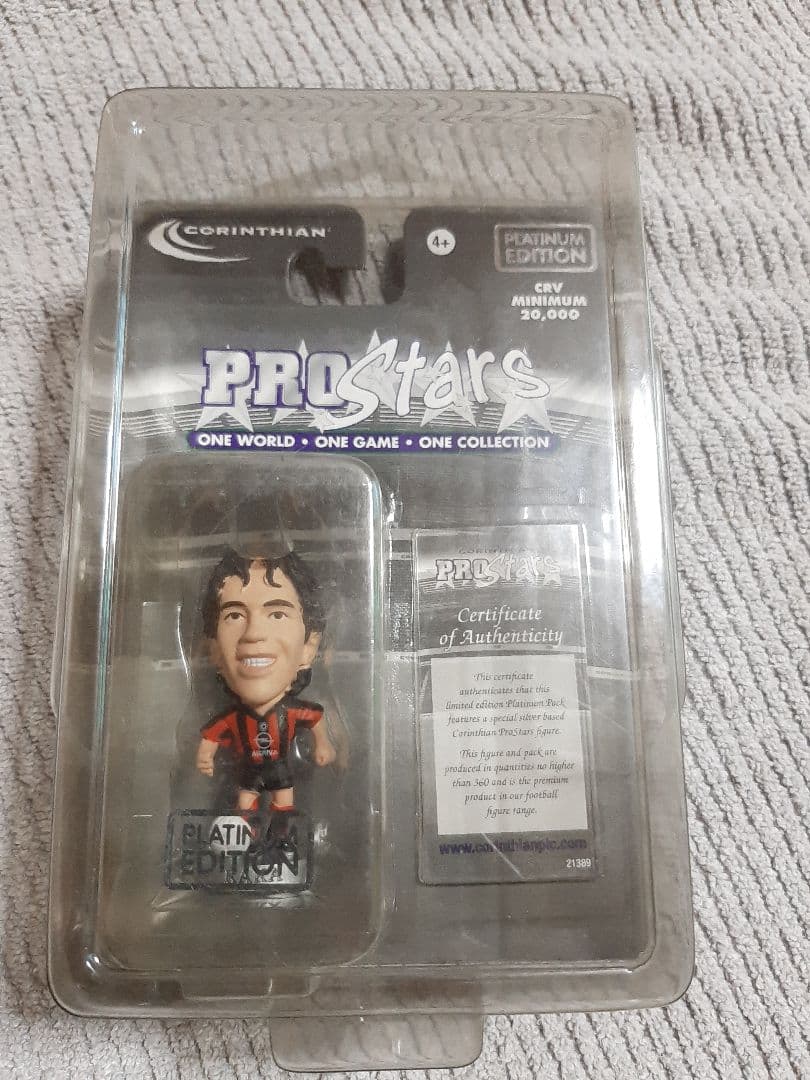 CORINTHIAN
4+
PLATINUM
EDITION
CRV
MINIMUM
20,000
PROStars
ONE WORLD • ONE GAME • ONE COLLECTION
CORINTHIAN
PROStars
Certificate
of Authenticity
This certificate
authenticates that this
limited edition Platinum Pack
features a special silver based
Corinthian ProStars figure.
This figure and pack are
produced in quantities no higher
than 360 and is the premium
product in our football
figure range.
www.corinthianplc.com
21389
PLATINUM
EDITION